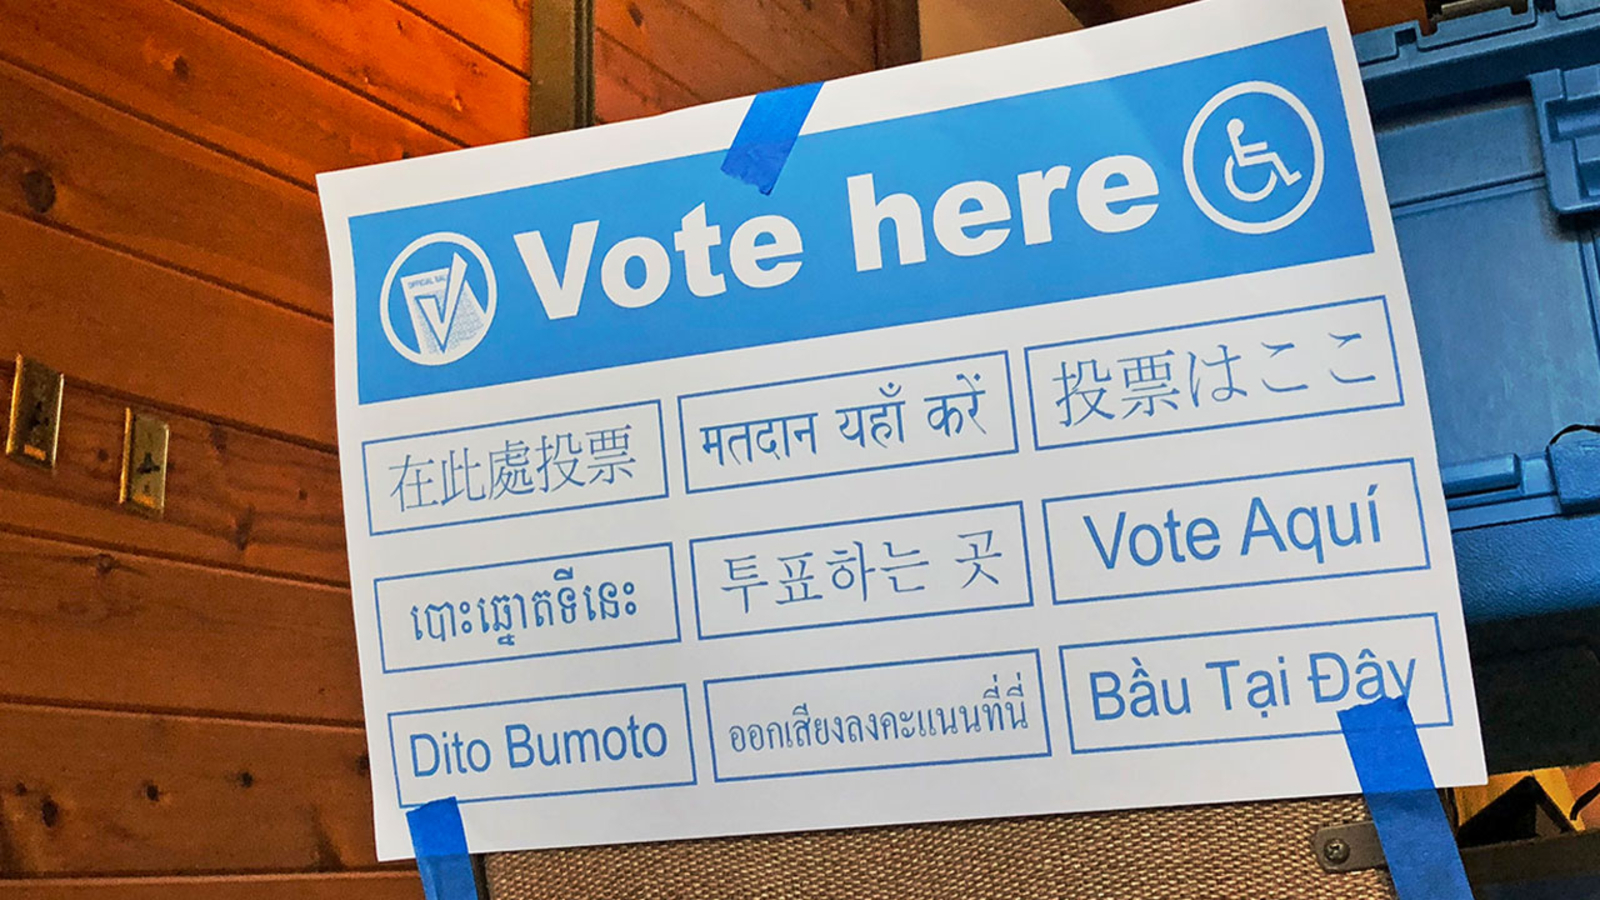 OFFICIAL BAL
Vote here
在此處投票
मतदान यहाँ करें
投票はここ
បោះឆ្នោតទីនេះ
투표하는 곳
Vote Aquí
Dito Bumoto
ออกเสียงลงคะแนนที่นี่
Bầu Tại Đây